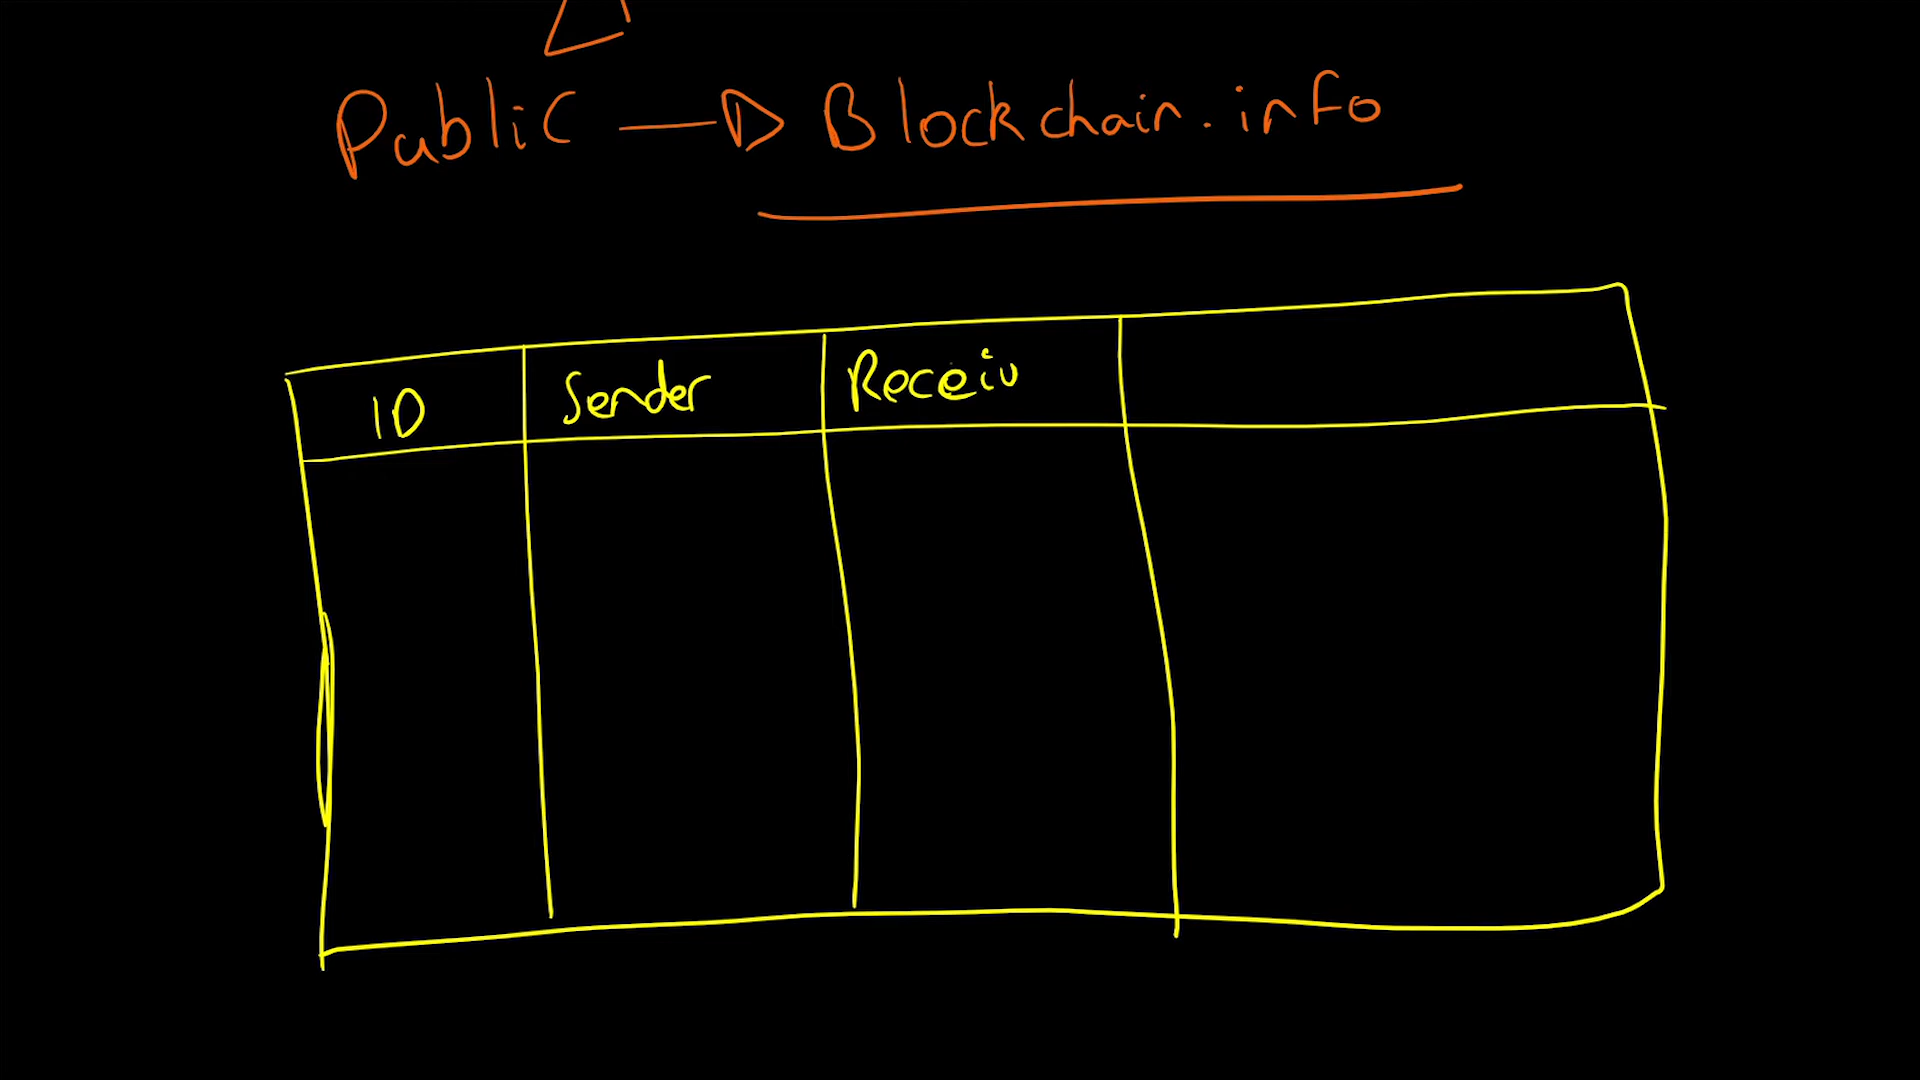 Public → Blockchain.info
ID Sender Receiv